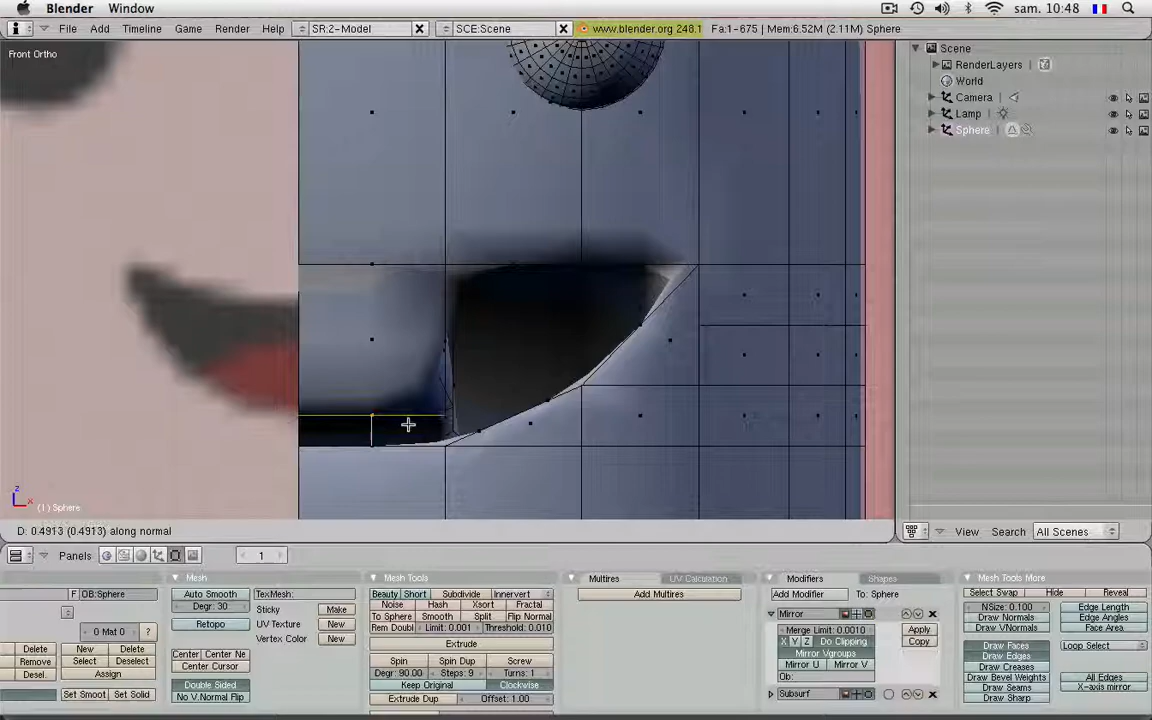 Blender Window sam. 10:48
File Add Timeline Game Render Help SR:2-Model SCE:Scene www.blender.org 248.1 Fa:1-675 | Mem:6.52M (2.11M) Sphere
Front Ortho
Scene
RenderLayers
World
Camera
Lamp
Sphere
z
x
(1) Sphere
D: 0.4913 (0.4913) along normal
View Search All Scenes
Panels 1
Mesh Mesh Tools Multires UV Calculation Modifiers Shapes Mesh Tools More
F OB:Sphere
Auto Smooth
Degr: 30
Retopo
TexMesh:
Sticky Make
UV Texture New
Vertex Color New
Beauty Short Subdivide Innervert
Noise Hash Xsort Fractal
To Sphere Smooth Split Flip Normal
Rem Doubl Limit: 0.001 Threshold: 0.010
Extrude
Add Multires
Add Modifier To: Sphere
Mirror
Merge Limit: 0.0010 Apply
X Y Z Do Clipping Copy
Mirror Vgroups
Mirror U Mirror V
Ob:
Subsurf
Select Swap Hide Reveal
NSize: 0.100
Draw Normals
Draw VNormals
Edge Length
Edge Angles
Face Area
Draw Faces
Draw Edges
Draw Creases
Draw Bevel Weights
Draw Seams
Draw Sharp
Loop Select
All Edges
X-axis mirror
0 Mat 0 ?
Delete New Delete
Remove Select Deselect
Desel. Assign
Set Smoot Set Solid
Center Center Ne
Center Cursor
Double Sided
No V.Normal Flip
Spin Spin Dup Screw
Degr: 90.00 Steps: 9 Turns: 1
Keep Original Clockwise
Extrude Dup Offset: 1.00